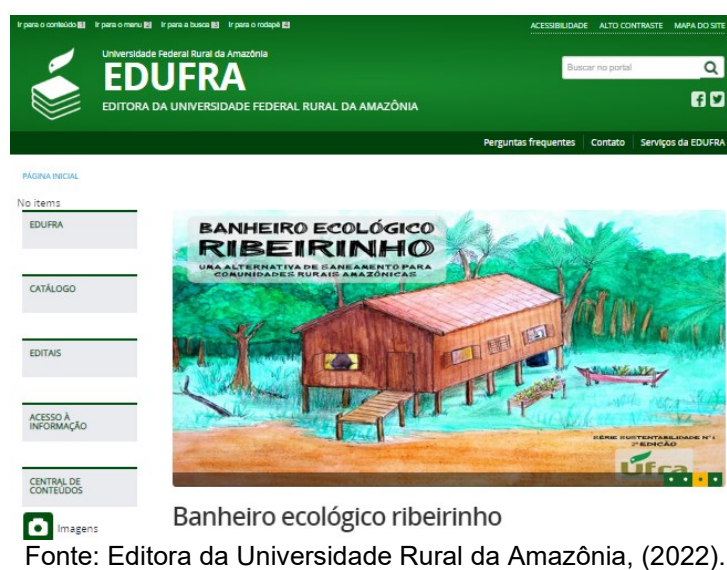 Ir para o conteúdo 1 Ir para o menu 2 Ir para a busca 3 Ir para o rodapé 4
ACESSIBILIDADE ALTO CONTRASTE MAPA DO SITE
Universidade Federal Rural da Amazônia
EDUFRA
EDITORA DA UNIVERSIDADE FEDERAL RURAL DA AMAZÔNIA
Buscar no portal
Perguntas frequentes Contato Serviços da EDUFRA
PÁGINA INICIAL
No items
EDUFRA
CATÁLOGO
EDITAIS
ACESSO À
INFORMAÇÃO
CENTRAL DE
CONTEÚDOS
Imagens
BANHEIRO ECOLÓGICO
RIBEIRINHO
UMA ALTERNATIVA DE SANEAMENTO PARA
COMUNIDADES RURAIS AMAZÔNICAS
SÉRIE SUSTENTABILIDADE Nº
2ª EDIÇÃO
Ufra
Banheiro ecológico ribeirinho
Fonte: Editora da Universidade Rural da Amazônia, (2022).